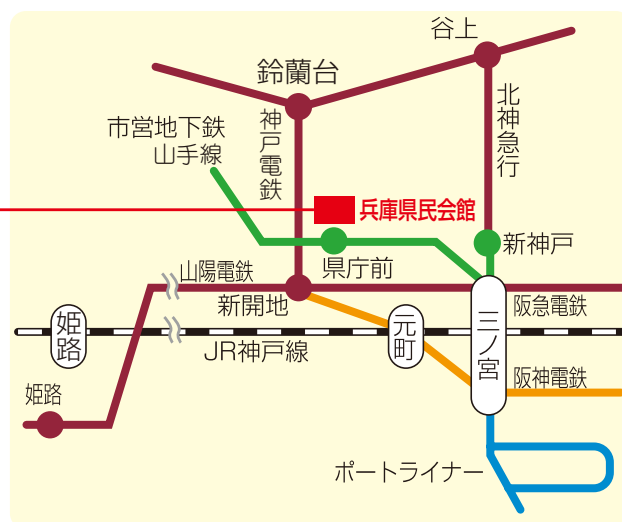 谷上
鈴蘭台
北神急行
市営地下鉄
山手線
神戸電鉄
兵庫県民会館
新神戸
県庁前
山陽電鉄
新開地
阪急電鉄
姫路
元町
三ノ宮
JR神戸線
阪神電鉄
姫路
ポートライナー